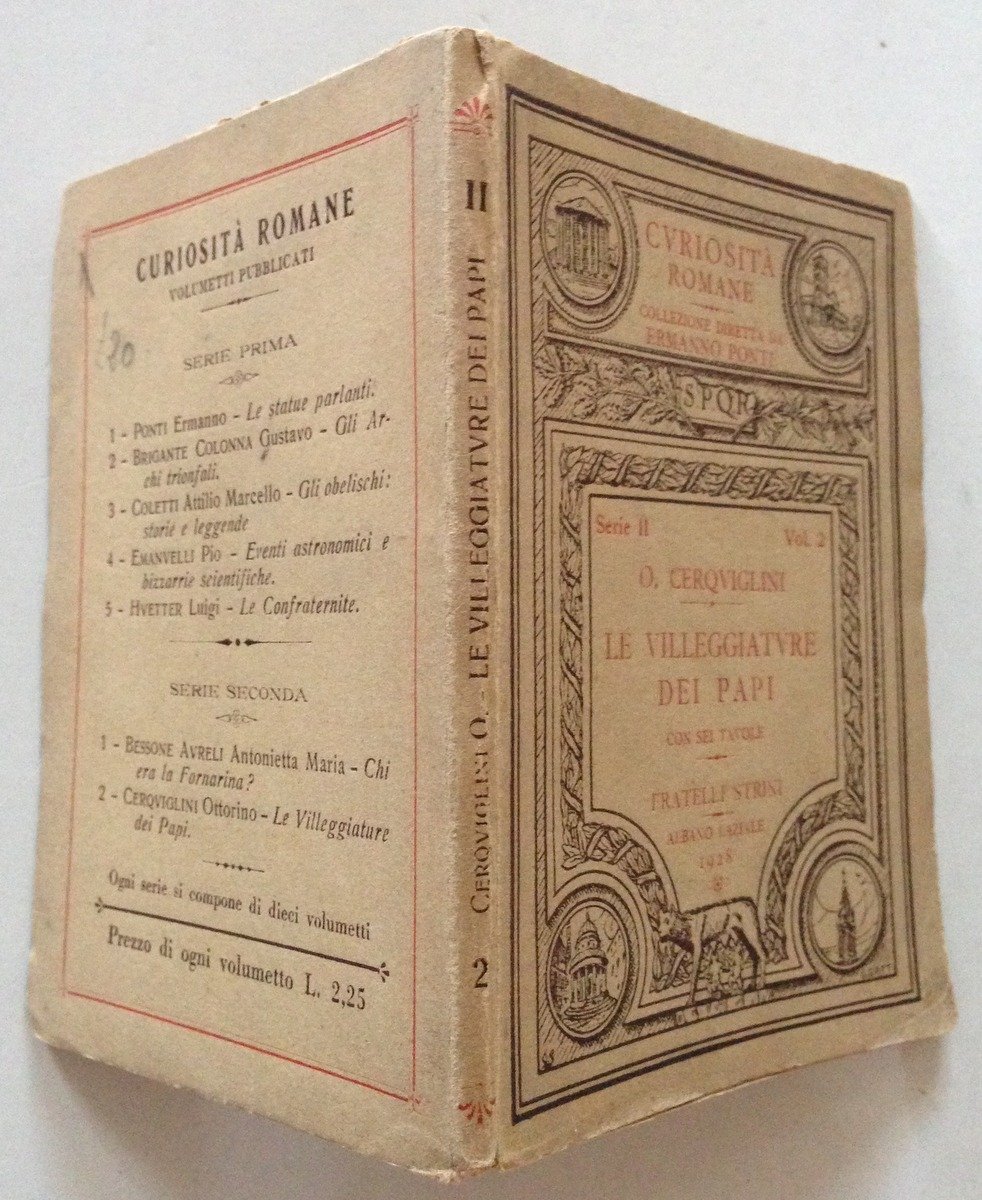 CURIOSITÀ ROMANE
VOLUMETTI PUBBLICATI
SERIE PRIMA
1 - PONTI Ermanno - Le statue parlanti.
2 - BRIGANTE COLONNA Gustavo - Gli Ar-
chi trionfali.
3 - COLETTI Attilio Marcello - Gli obelischi:
storie e leggende
4 - EMANVELLI Pio - Eventi astronomici e
bizzarrie scientifiche.
5 - HVETTER Luigi - Le Confraternite.
SERIE SECONDA
1 - BESSONE AVRELI Antonietta Maria - Chi
era la Fornarina?
2 - CERQVIGLINI Ottorino - Le Villeggiature
dei Papi.
Ogni serie si compone di dieci volumetti
Prezzo di ogni volumetto L. 2,25
II
CERQVIGLINI O. - LE VILLEGGIATVRE DEI PAPI
2
CVRIOSITÀ
ROMANE
COLLEZIONE DIRETTA DA
ERMANNO PONTI
SPQR
Serie II Vol. 2
O. CERQVIGLINI
LE VILLEGGIATVRE
DEI PAPI
CON SEI TAVOLE
FRATELLI STRINI
ALBANO LAZIALE
1928